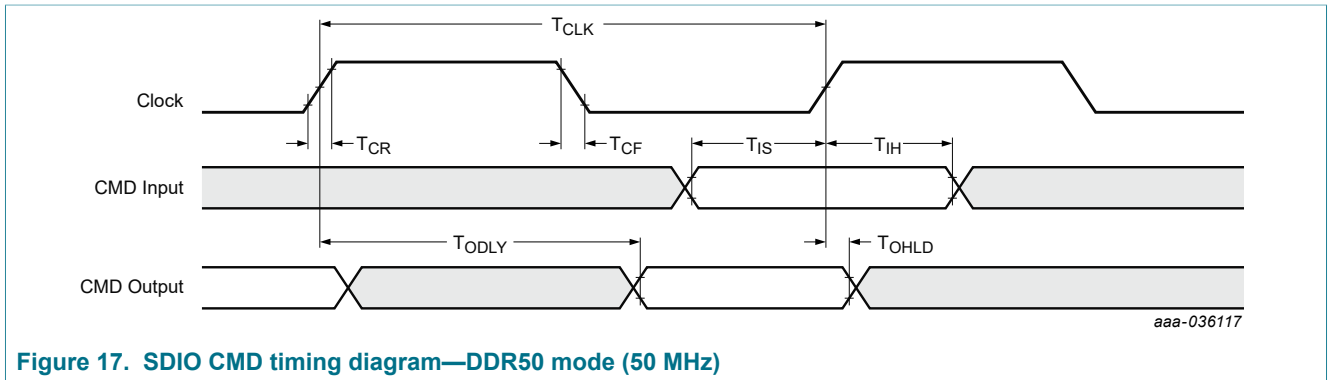 TCLK
Clock
TCR
TCF
TIS
TIH
CMD Input
TODLY
TOHLD
CMD Output
aaa-036117
Figure 17. SDIO CMD timing diagram—DDR50 mode (50 MHz)